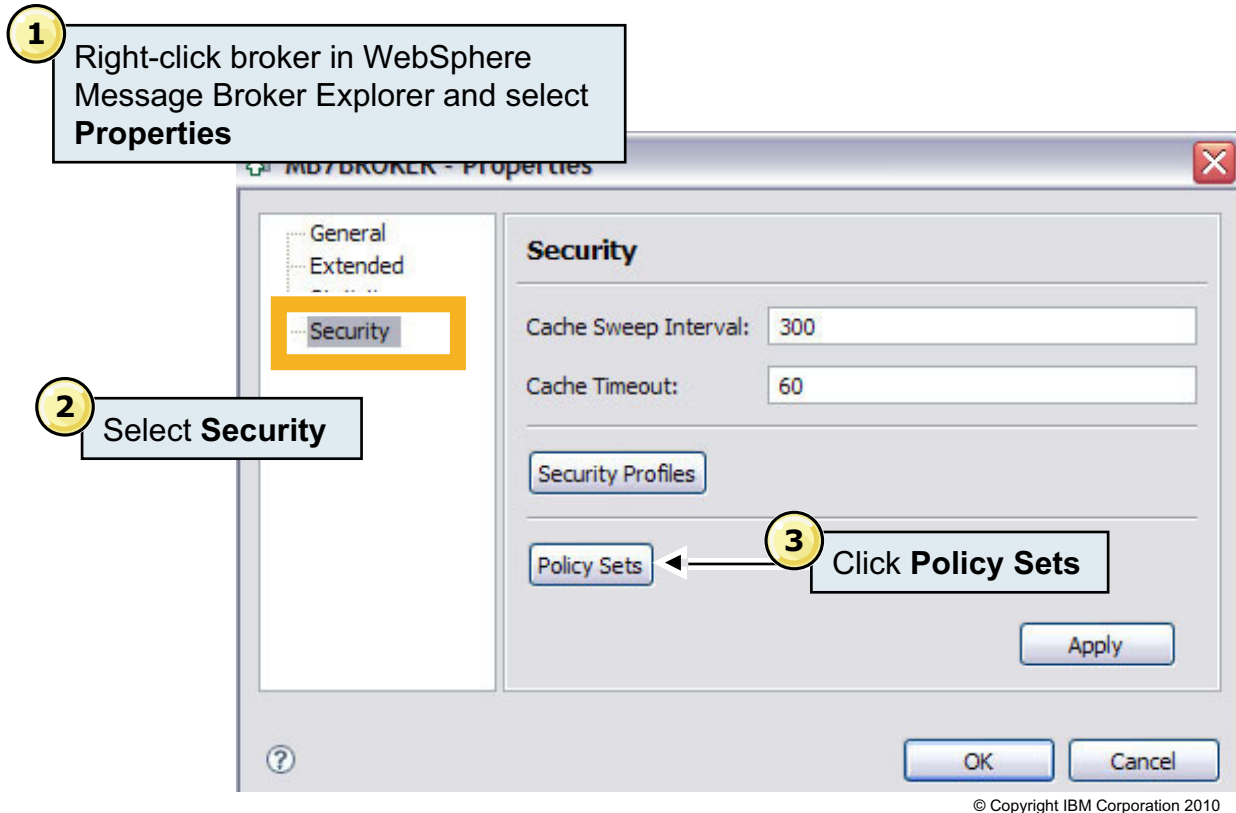 1
Right-click broker in WebSphere
Message Broker Explorer and select
Properties
MB7BROKER - Properties
General
Extended
Security
Security
Cache Sweep Interval: 300
Cache Timeout: 60
2
Select Security
Security Profiles
Policy Sets
3
Click Policy Sets
Apply
?
OK
Cancel
© Copyright IBM Corporation 2010